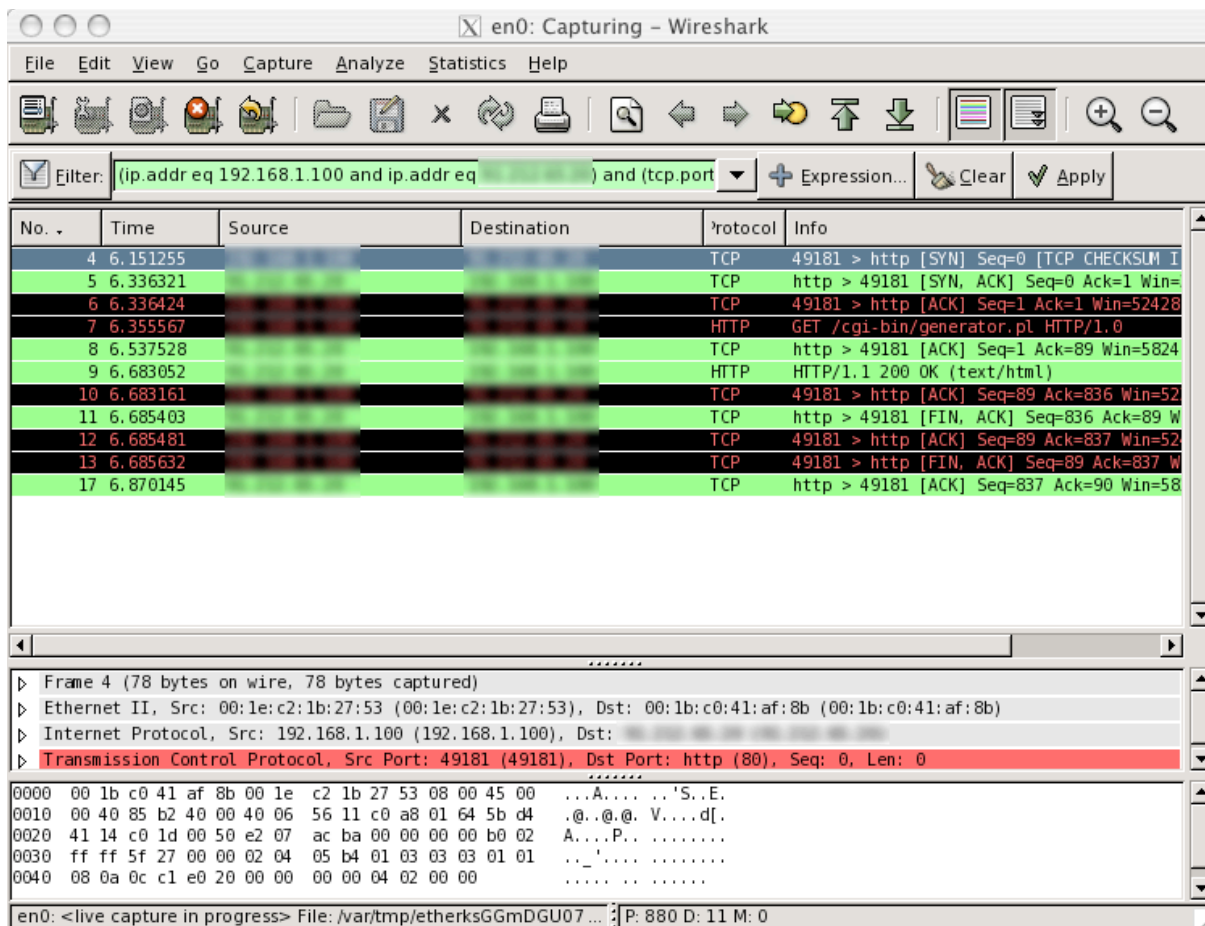 en0: Capturing – Wireshark
File Edit View Go Capture Analyze Statistics Help
Filter: (ip.addr eq 192.168.1.100 and ip.addr eq ) and (tcp.port Expression... Clear Apply
No. Time Source Destination Protocol Info
4 6.151255 TCP 49181 > http [SYN] Seq=0 [TCP CHECKSUM I
5 6.336321 TCP http > 49181 [SYN, ACK] Seq=0 Ack=1 Win=
6 6.336424 TCP 49181 > http [ACK] Seq=1 Ack=1 Win=52428
7 6.355567 HTTP GET /cgi-bin/generator.pl HTTP/1.0
8 6.537528 TCP http > 49181 [ACK] Seq=1 Ack=89 Win=5824
9 6.683052 HTTP HTTP/1.1 200 OK (text/html)
10 6.683161 TCP 49181 > http [ACK] Seq=89 Ack=836 Win=52
11 6.685403 TCP http > 49181 [FIN, ACK] Seq=836 Ack=89 W
12 6.685481 TCP 49181 > http [ACK] Seq=89 Ack=837 Win=52
13 6.685632 TCP 49181 > http [FIN, ACK] Seq=89 Ack=837 W
17 6.870145 TCP http > 49181 [ACK] Seq=837 Ack=90 Win=58
Frame 4 (78 bytes on wire, 78 bytes captured)
Ethernet II, Src: 00:1e:c2:1b:27:53 (00:1e:c2:1b:27:53), Dst: 00:1b:c0:41:af:8b (00:1b:c0:41:af:8b)
Internet Protocol, Src: 192.168.1.100 (192.168.1.100), Dst:
Transmission Control Protocol, Src Port: 49181 (49181), Dst Port: http (80), Seq: 0, Len: 0
0000 00 1b c0 41 af 8b 00 1e c2 1b 27 53 08 00 45 00 ...A.... ..'S..E.
0010 00 40 85 b2 40 00 40 06 56 11 c0 a8 01 64 5b d4 .@..@.@. V....d[.
0020 41 14 c0 1d 00 50 e2 07 ac ba 00 00 00 00 b0 02 A....P.. ........
0030 ff ff 5f 27 00 00 02 04 05 b4 01 03 03 03 01 01 .._'.... ........
0040 08 0a 0c c1 e0 20 00 00 00 00 04 02 00 00 ..... .. ......
en0: <live capture in progress> File: /var/tmp/etherksGGmDGU07 ... P: 880 D: 11 M: 0